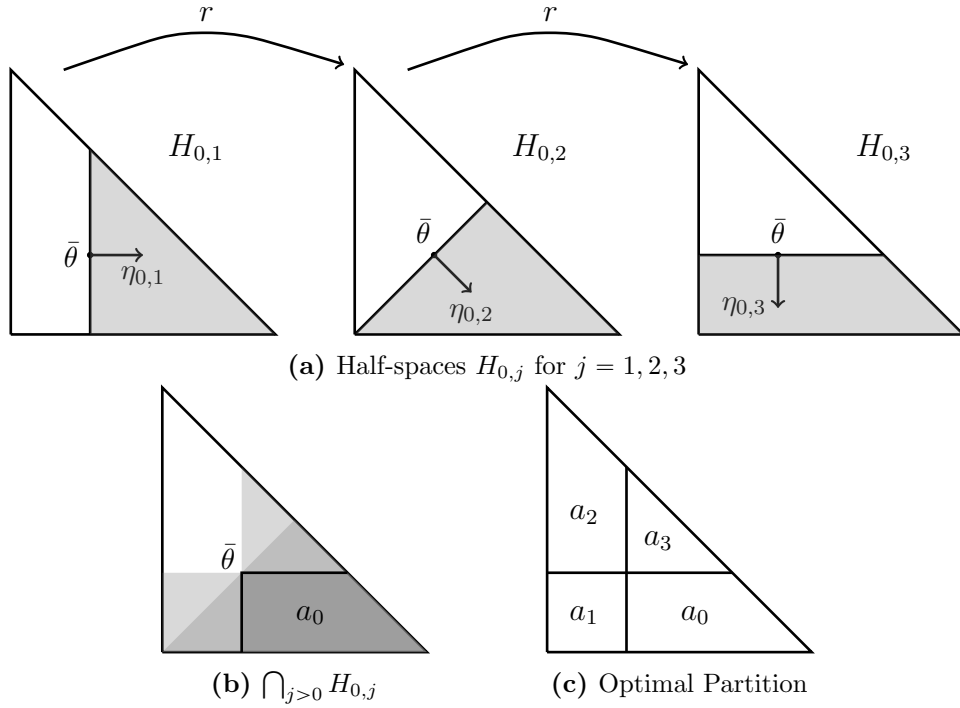 r r
H_{0,1} H_{0,2} H_{0,3}
θ̄ θ̄ θ̄
η_{0,1} η_{0,2} η_{0,3}
(a) Half-spaces H_{0,j} for j = 1, 2, 3
θ̄ a_2 a_3
a_0 a_1 a_0
(b) ⋂_{j>0} H_{0,j} (c) Optimal Partition